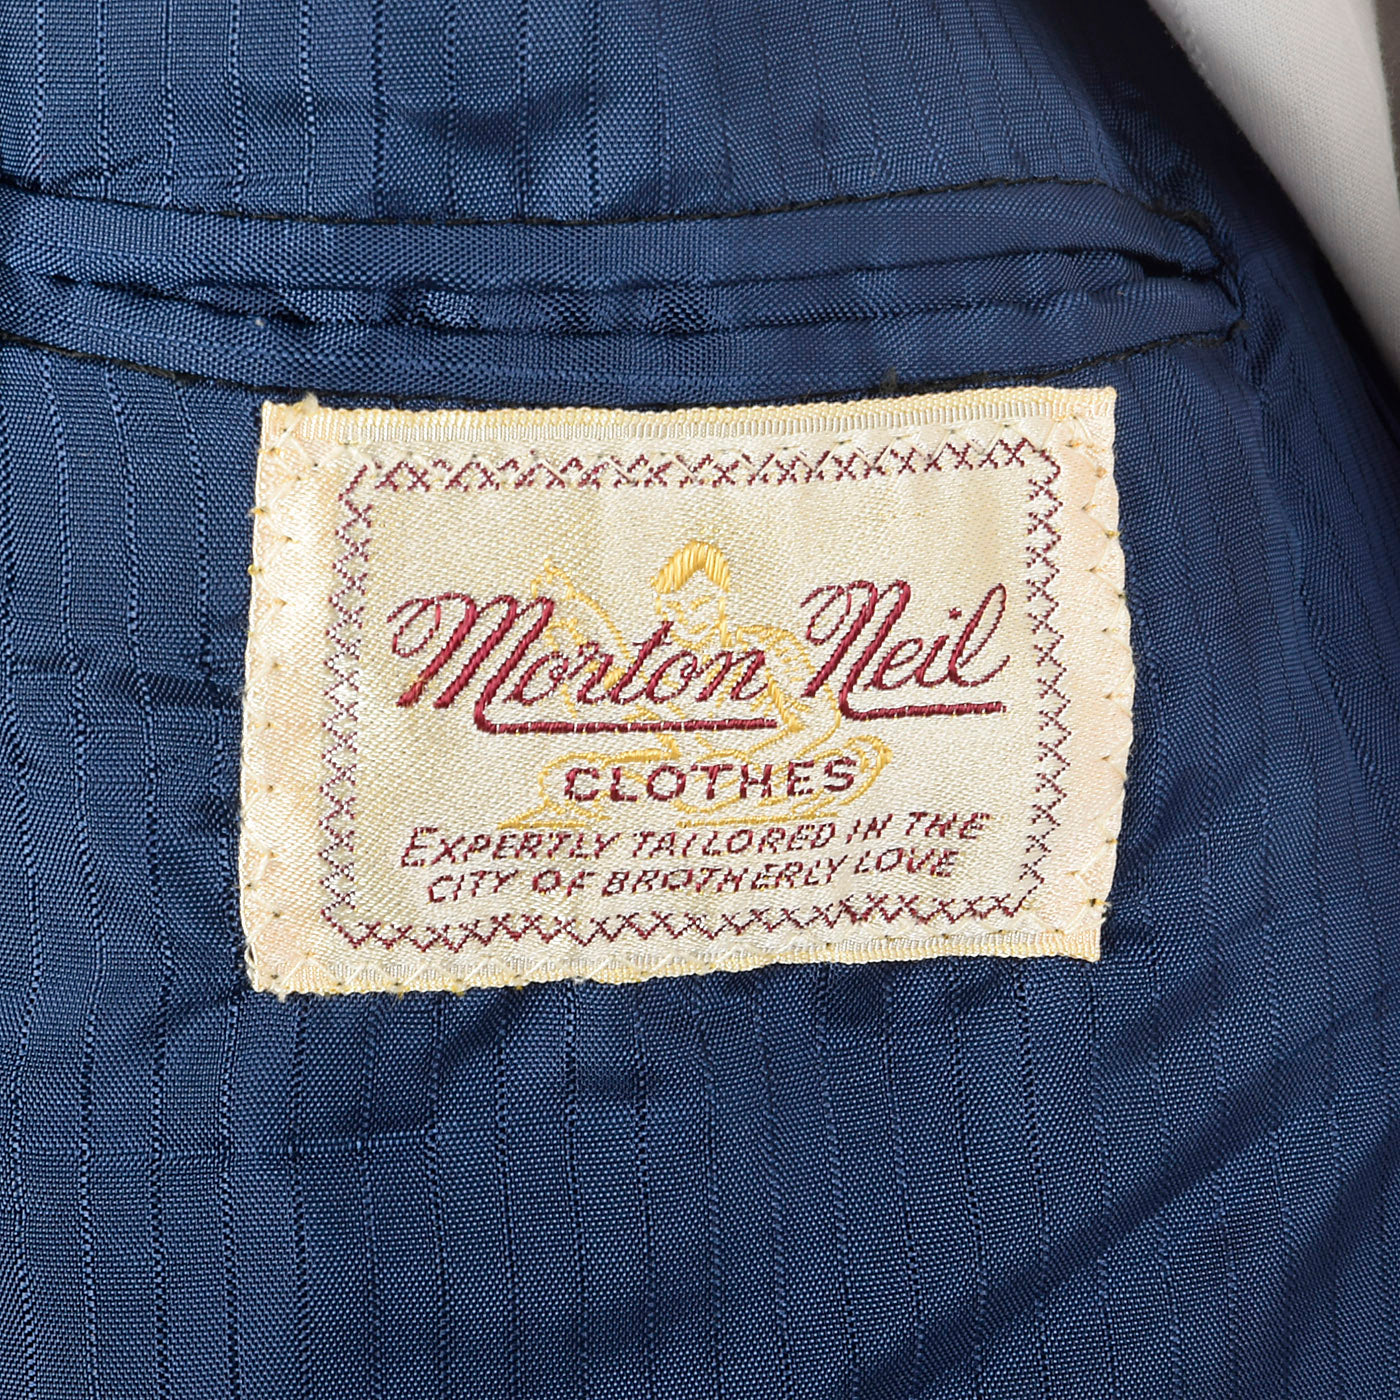 Morton Neil
CLOTHES
EXPERTLY TAILORED IN THE
CITY OF BROTHERLY LOVE